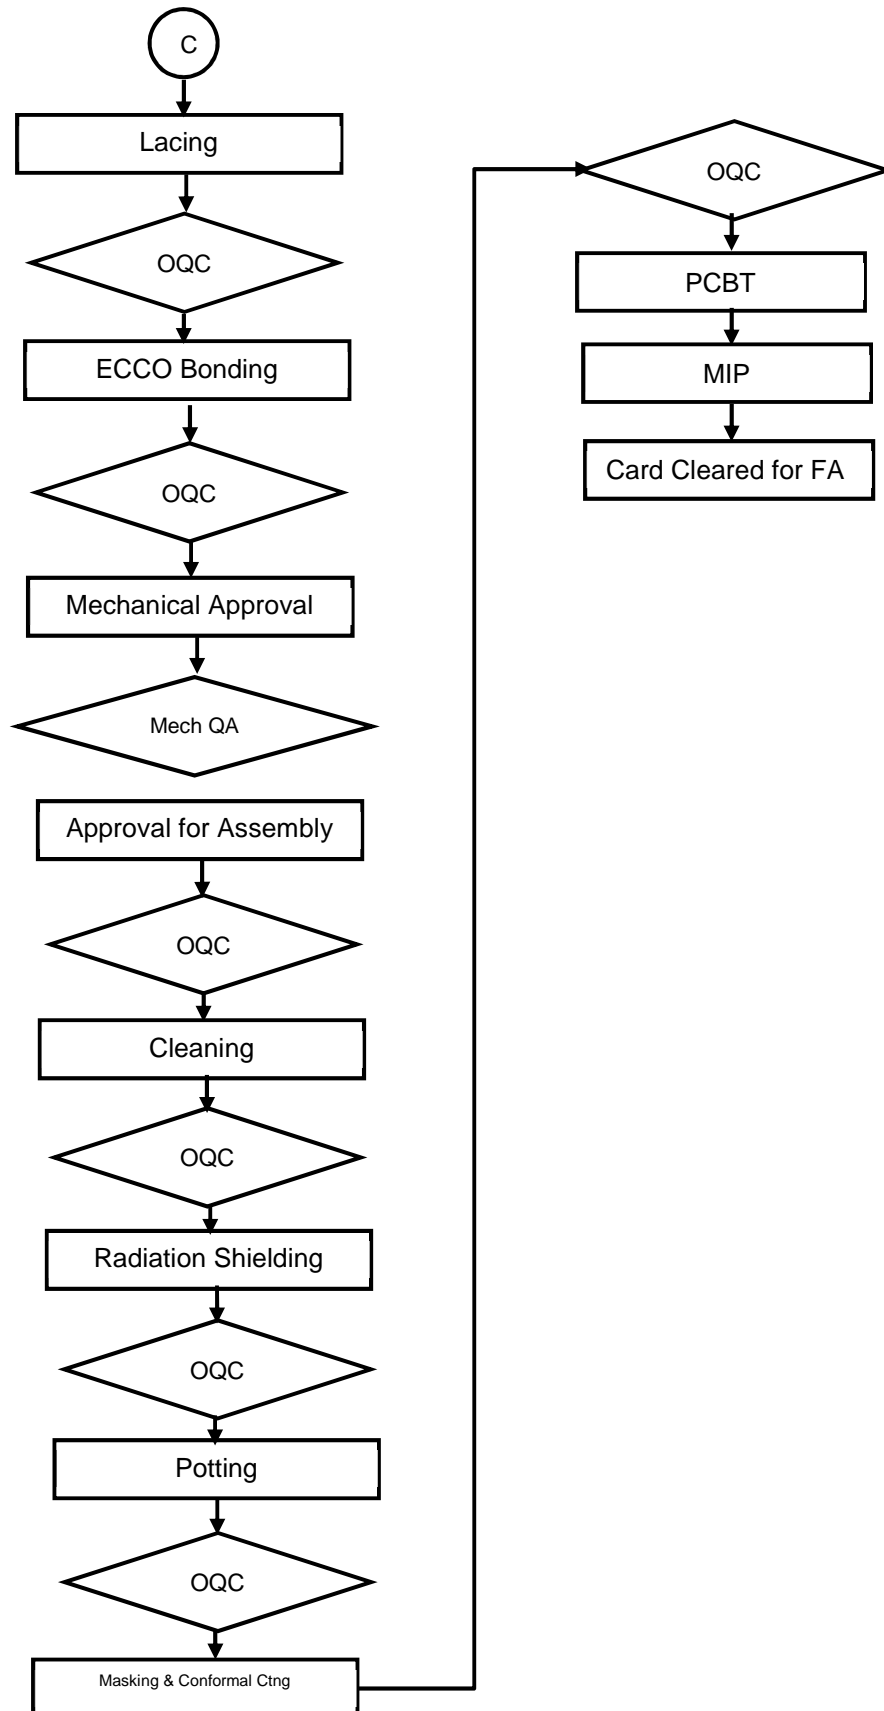 C
Lacing
OQC
ECCO Bonding
OQC
Mechanical Approval
Mech QA
Approval for Assembly
OQC
Cleaning
OQC
Radiation Shielding
OQC
Potting
OQC
Masking & Conformal Ctng
OQC
PCBT
MIP
Card Cleared for FA